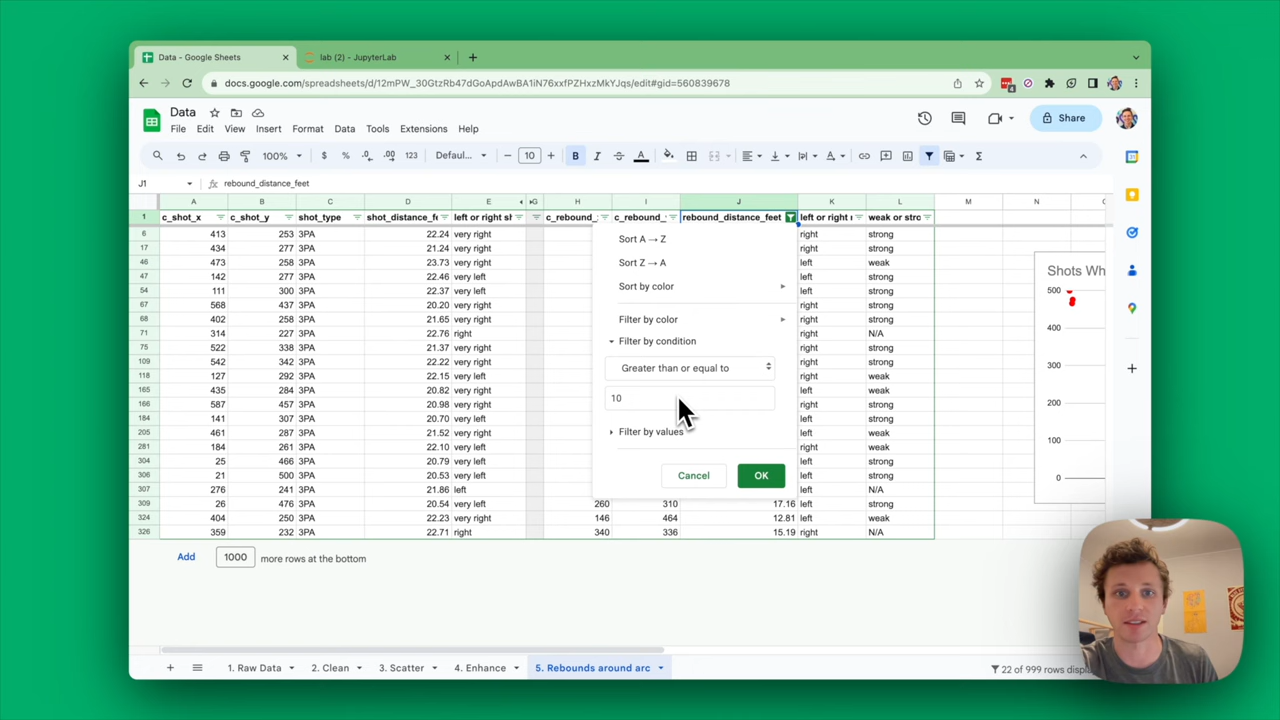 Data - Google Sheets
lab (2) - JupyterLab
docs.google.com/spreadsheets/d/12mPW_30GtzRb47dGoApdAwBA1iN76xxfPZHxzMkYJqs/edit#gid=560839678
Data
File Edit View Insert Format Data Tools Extensions Help
Share
100% $ % .0 .00 123 Defaul... 10 B I A
J1 rebound_distance_feet
A B C D E G H I J K L M N
1 c_shot_x c_shot_y shot_type shot_distance_f left or right sh c_rebound_ c_rebound_ rebound_distance_feet left or right weak or stro
6 413 253 3PA 22.24 very right right strong
17 434 277 3PA 21.24 very right right strong
46 473 258 3PA 23.73 very right left weak
47 142 277 3PA 22.46 very left left strong
54 111 300 3PA 22.37 very left left strong
67 568 437 3PA 20.20 very right right strong
68 402 258 3PA 21.65 very right right strong
71 314 227 3PA 22.76 right right N/A
75 522 338 3PA 21.37 very right right strong
109 542 283 3PA 22.22 very right right strong
118 127 292 3PA 22.15 very left right weak
165 435 284 3PA 20.82 very right left weak
166 587 457 3PA 20.98 very right right strong
184 141 307 3PA 20.70 very left left strong
205 461 287 3PA 21.52 very right left weak
281 184 261 3PA 22.10 very left right weak
304 25 466 3PA 20.79 very left left strong
306 21 500 3PA 20.53 very left left strong
307 276 241 3PA 21.86 left left N/A
309 26 476 3PA 20.54 very left 260 310 17.16 left strong
324 404 250 3PA 22.23 very right 146 464 12.81 left weak
326 359 232 3PA 22.71 right 340 336 15.19 right N/A
Sort A → Z
Sort Z → A
Sort by color
Filter by color
Filter by condition
Greater than or equal to
10
Filter by values
Cancel OK
Shots Wh
500
400
300
200
100
0
Add 1000 more rows at the bottom
1. Raw Data 2. Clean 3. Scatter 4. Enhance 5. Rebounds around arc
22 of 999 rows